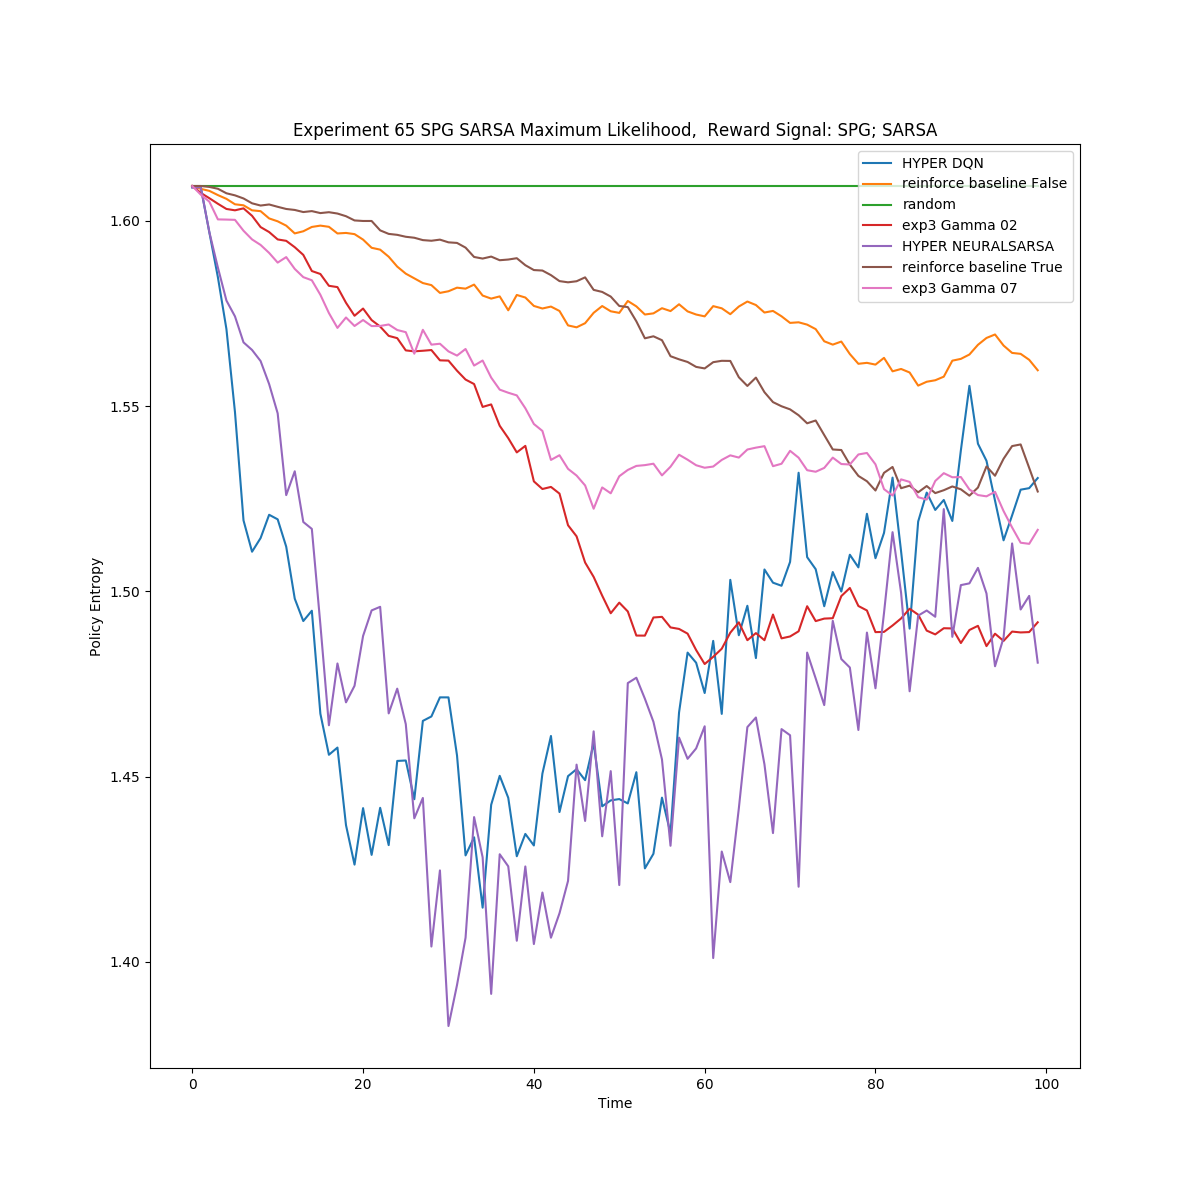 Experiment 65 SPG SARSA Maximum Likelihood,  Reward Signal: SPG; SARSA
HYPER DQN
reinforce baseline False
random
exp3 Gamma 02
HYPER NEURALSARSA
reinforce baseline True
exp3 Gamma 07
1.60
1.55
1.50
1.45
1.40
Policy Entropy
0 20 40 60 80 100
Time